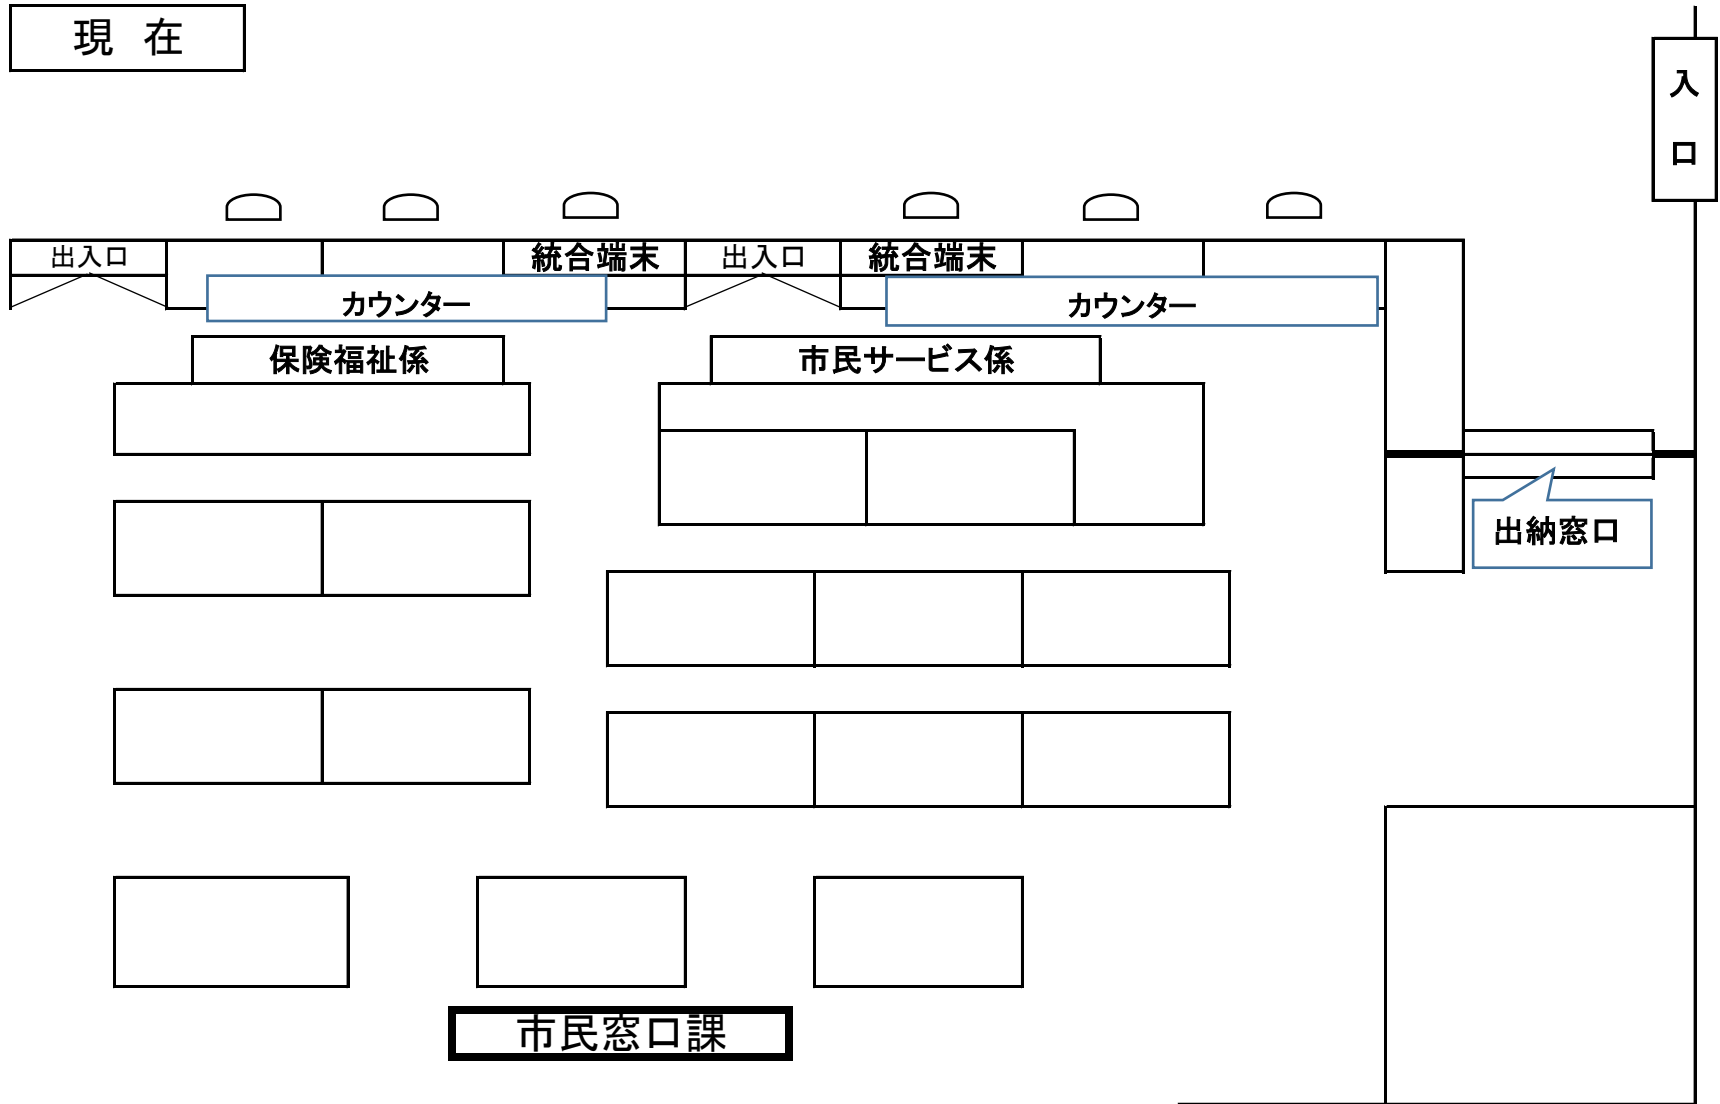 現 在
入口
出入口
統合端末
出入口
統合端末
カウンター
カウンター
保険福祉係
市民サービス係
出納窓口
市民窓口課